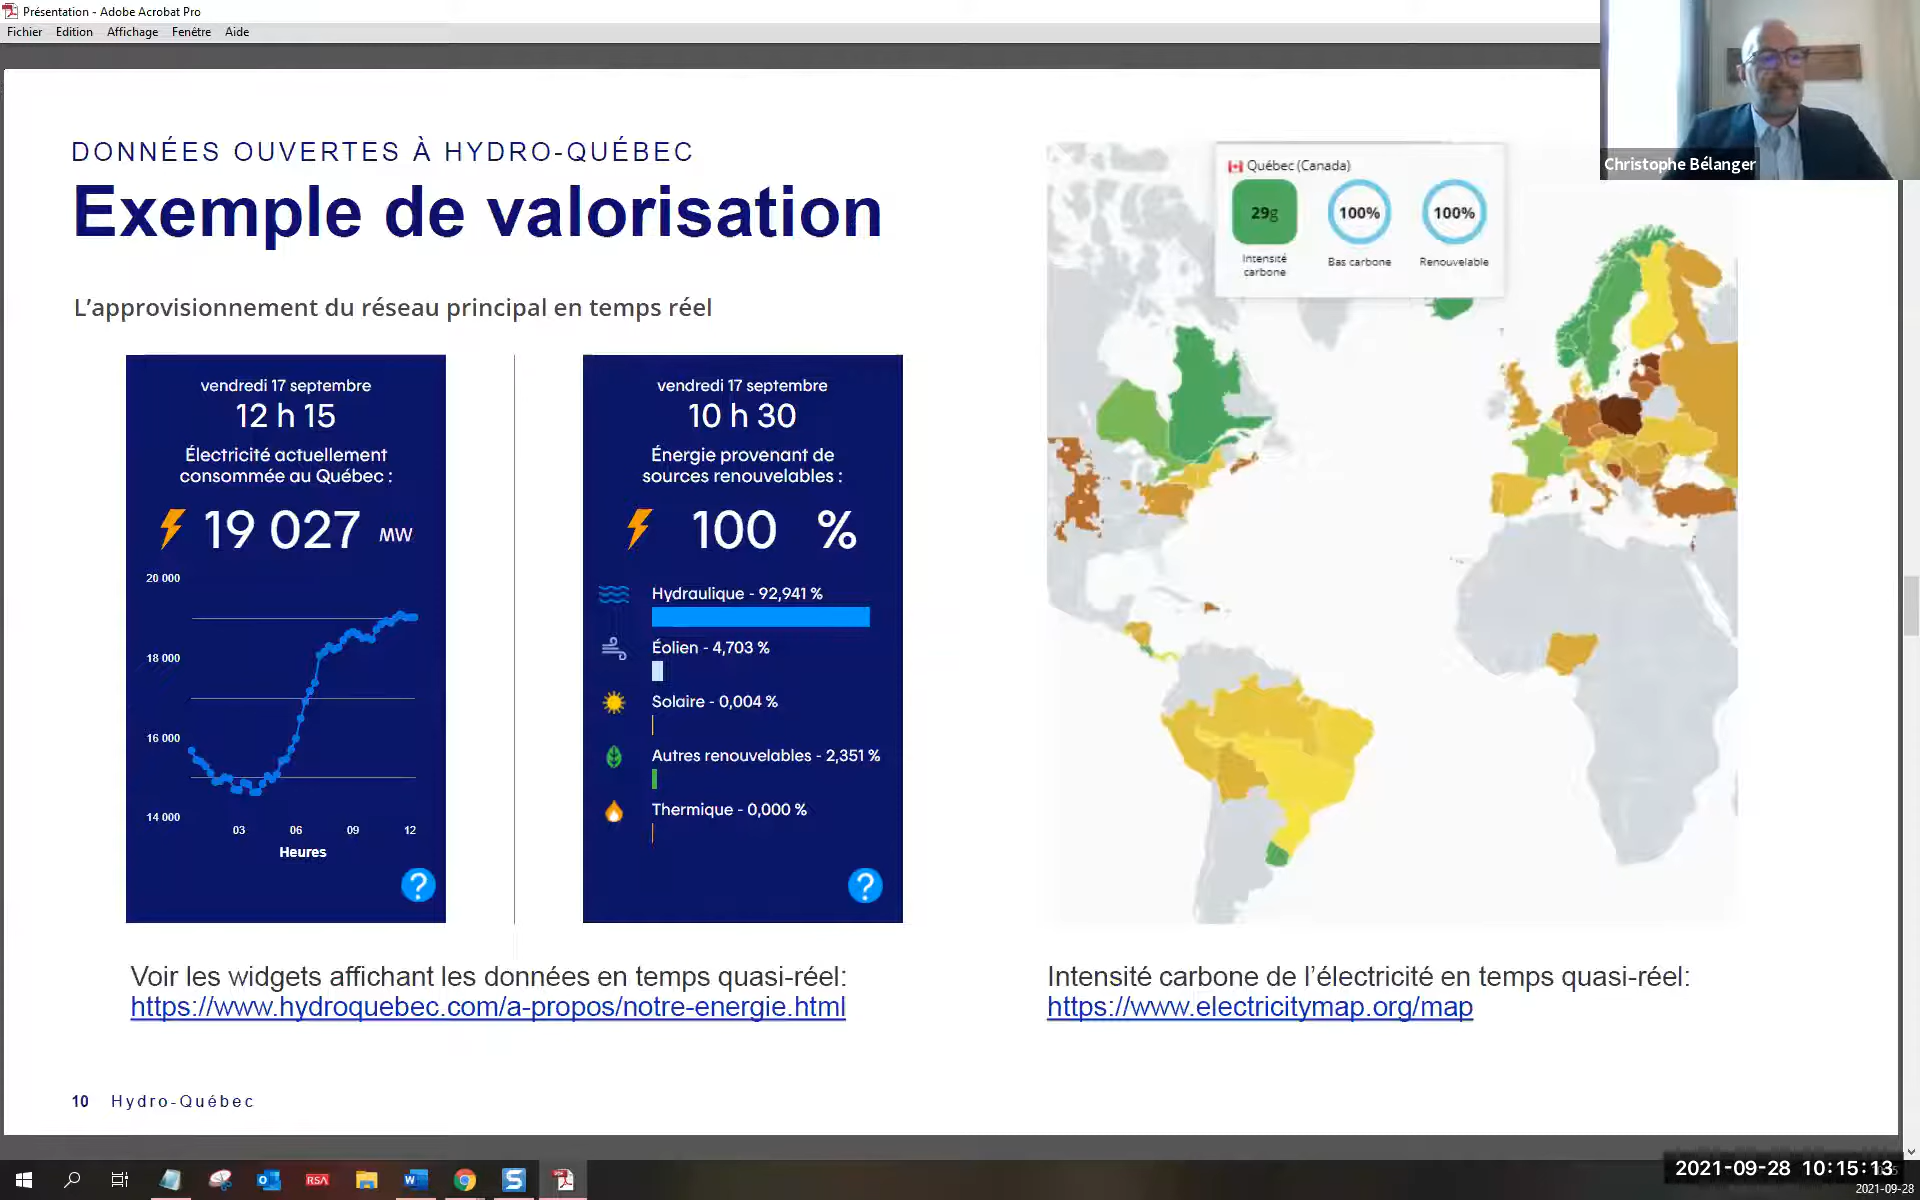 Présentation - Adobe Acrobat Pro
Fichier Edition Affichage Fenêtre Aide
Christophe Bélanger
DONNÉES OUVERTES À HYDRO-QUÉBEC
Exemple de valorisation
L'approvisionnement du réseau principal en temps réel
vendredi 17 septembre
12 h 15
Électricité actuellement
consommée au Québec :
19 027 MW
20 000
18 000
16 000
14 000
03 06 09 12
Heures
?
vendredi 17 septembre
10 h 30
Énergie provenant de
sources renouvelables :
100 %
Hydraulique - 92,941 %
Éolien - 4,703 %
Solaire - 0,004 %
Autres renouvelables - 2,351 %
Thermique - 0,000 %
?
Québec (Canada)
29g 100% 100%
Intensité
carbone
Bas carbone
Renouvelable
Voir les widgets affichant les données en temps quasi-réel:
https://www.hydroquebec.com/a-propos/notre-energie.html
Intensité carbone de l'électricité en temps quasi-réel:
https://www.electricitymap.org/map
10 Hydro-Québec
RSA
2021-09-28 10:15:13
2021-09-28